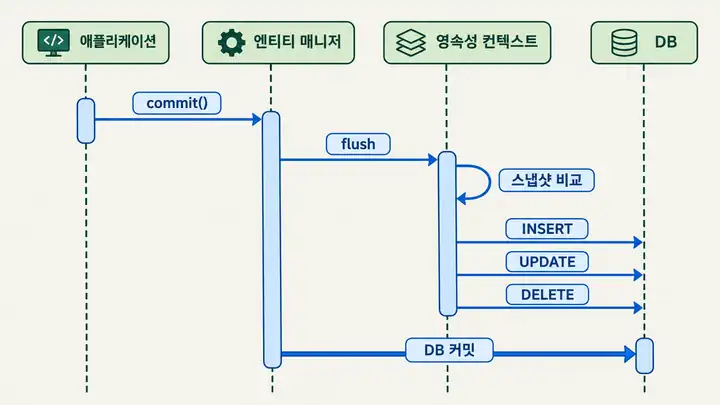 </>
애플리케이션
엔티티 매니저
영속성 컨텍스트
DB
commit()
flush
스냅샷 비교
INSERT
UPDATE
DELETE
DB 커밋